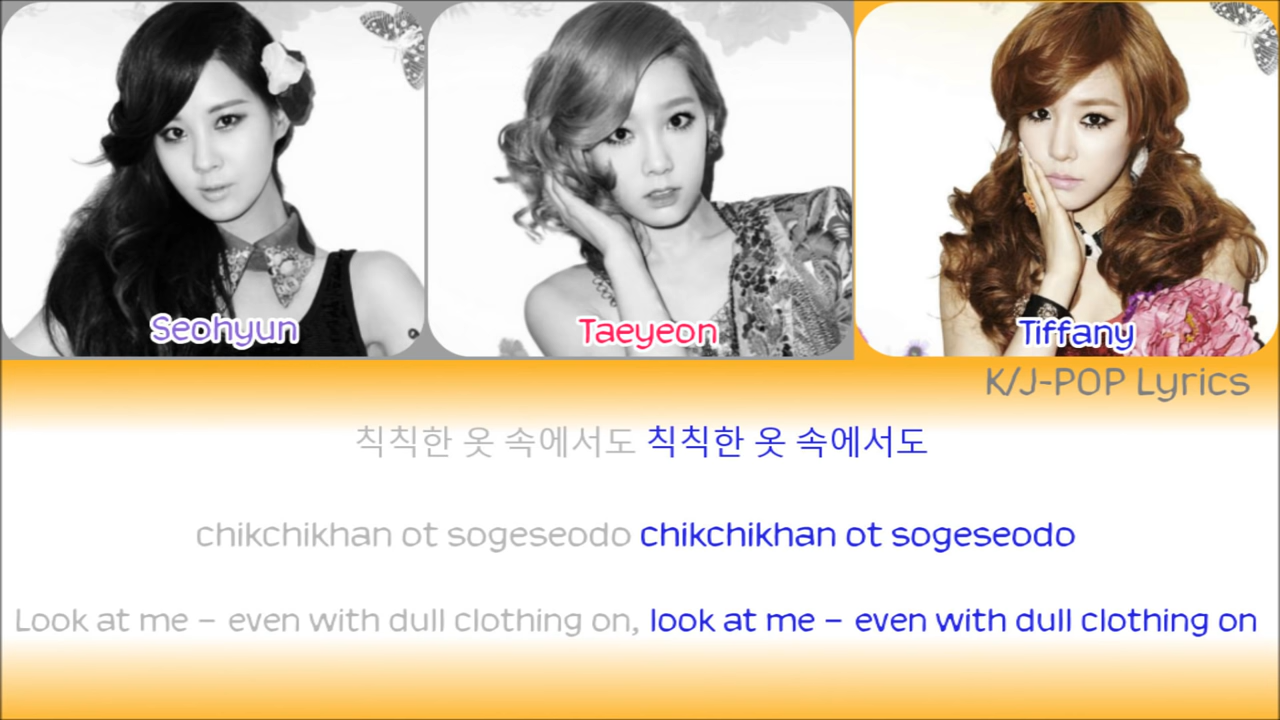 Seohyun Taeyeon Tiffany
K/J-POP Lyrics
칙칙한 옷 속에서도 칙칙한 옷 속에서도
chikchikhan ot sogeseodo chikchikhan ot sogeseodo
Look at me – even with dull clothing on, look at me – even with dull clothing on